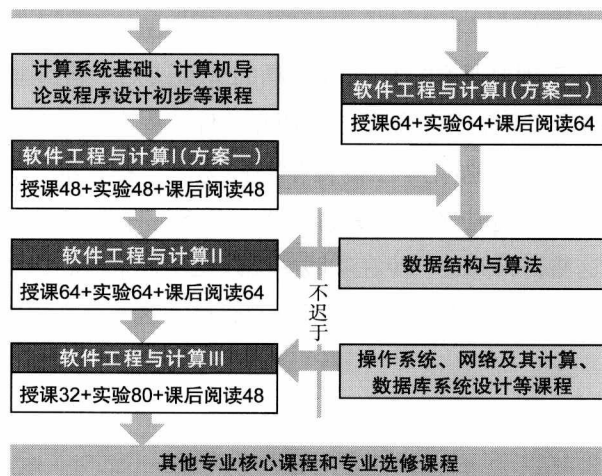 计算系统基础、计算机导
论或程序设计初步等课程
软件工程与计算I(方案一)
授课48+实验48+课后阅读48
软件工程与计算I(方案二)
授课64+实验64+课后阅读64
软件工程与计算II
授课64+实验64+课后阅读64
数据结构与算法
不迟于
软件工程与计算III
授课32+实验80+课后阅读48
操作系统、网络及其计算、
数据库系统设计等课程
其他专业核心课程和专业选修课程